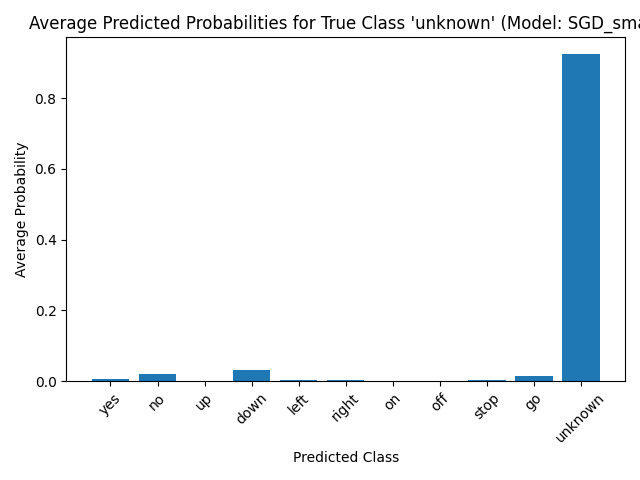 Average Predicted Probabilities for True Class 'unknown' (Model: SGD_sma
0.8
0.6
0.4
0.2
0.0
Average Probability
yes
no
up
down
left
right
on
off
stop
go
unknown
Predicted Class